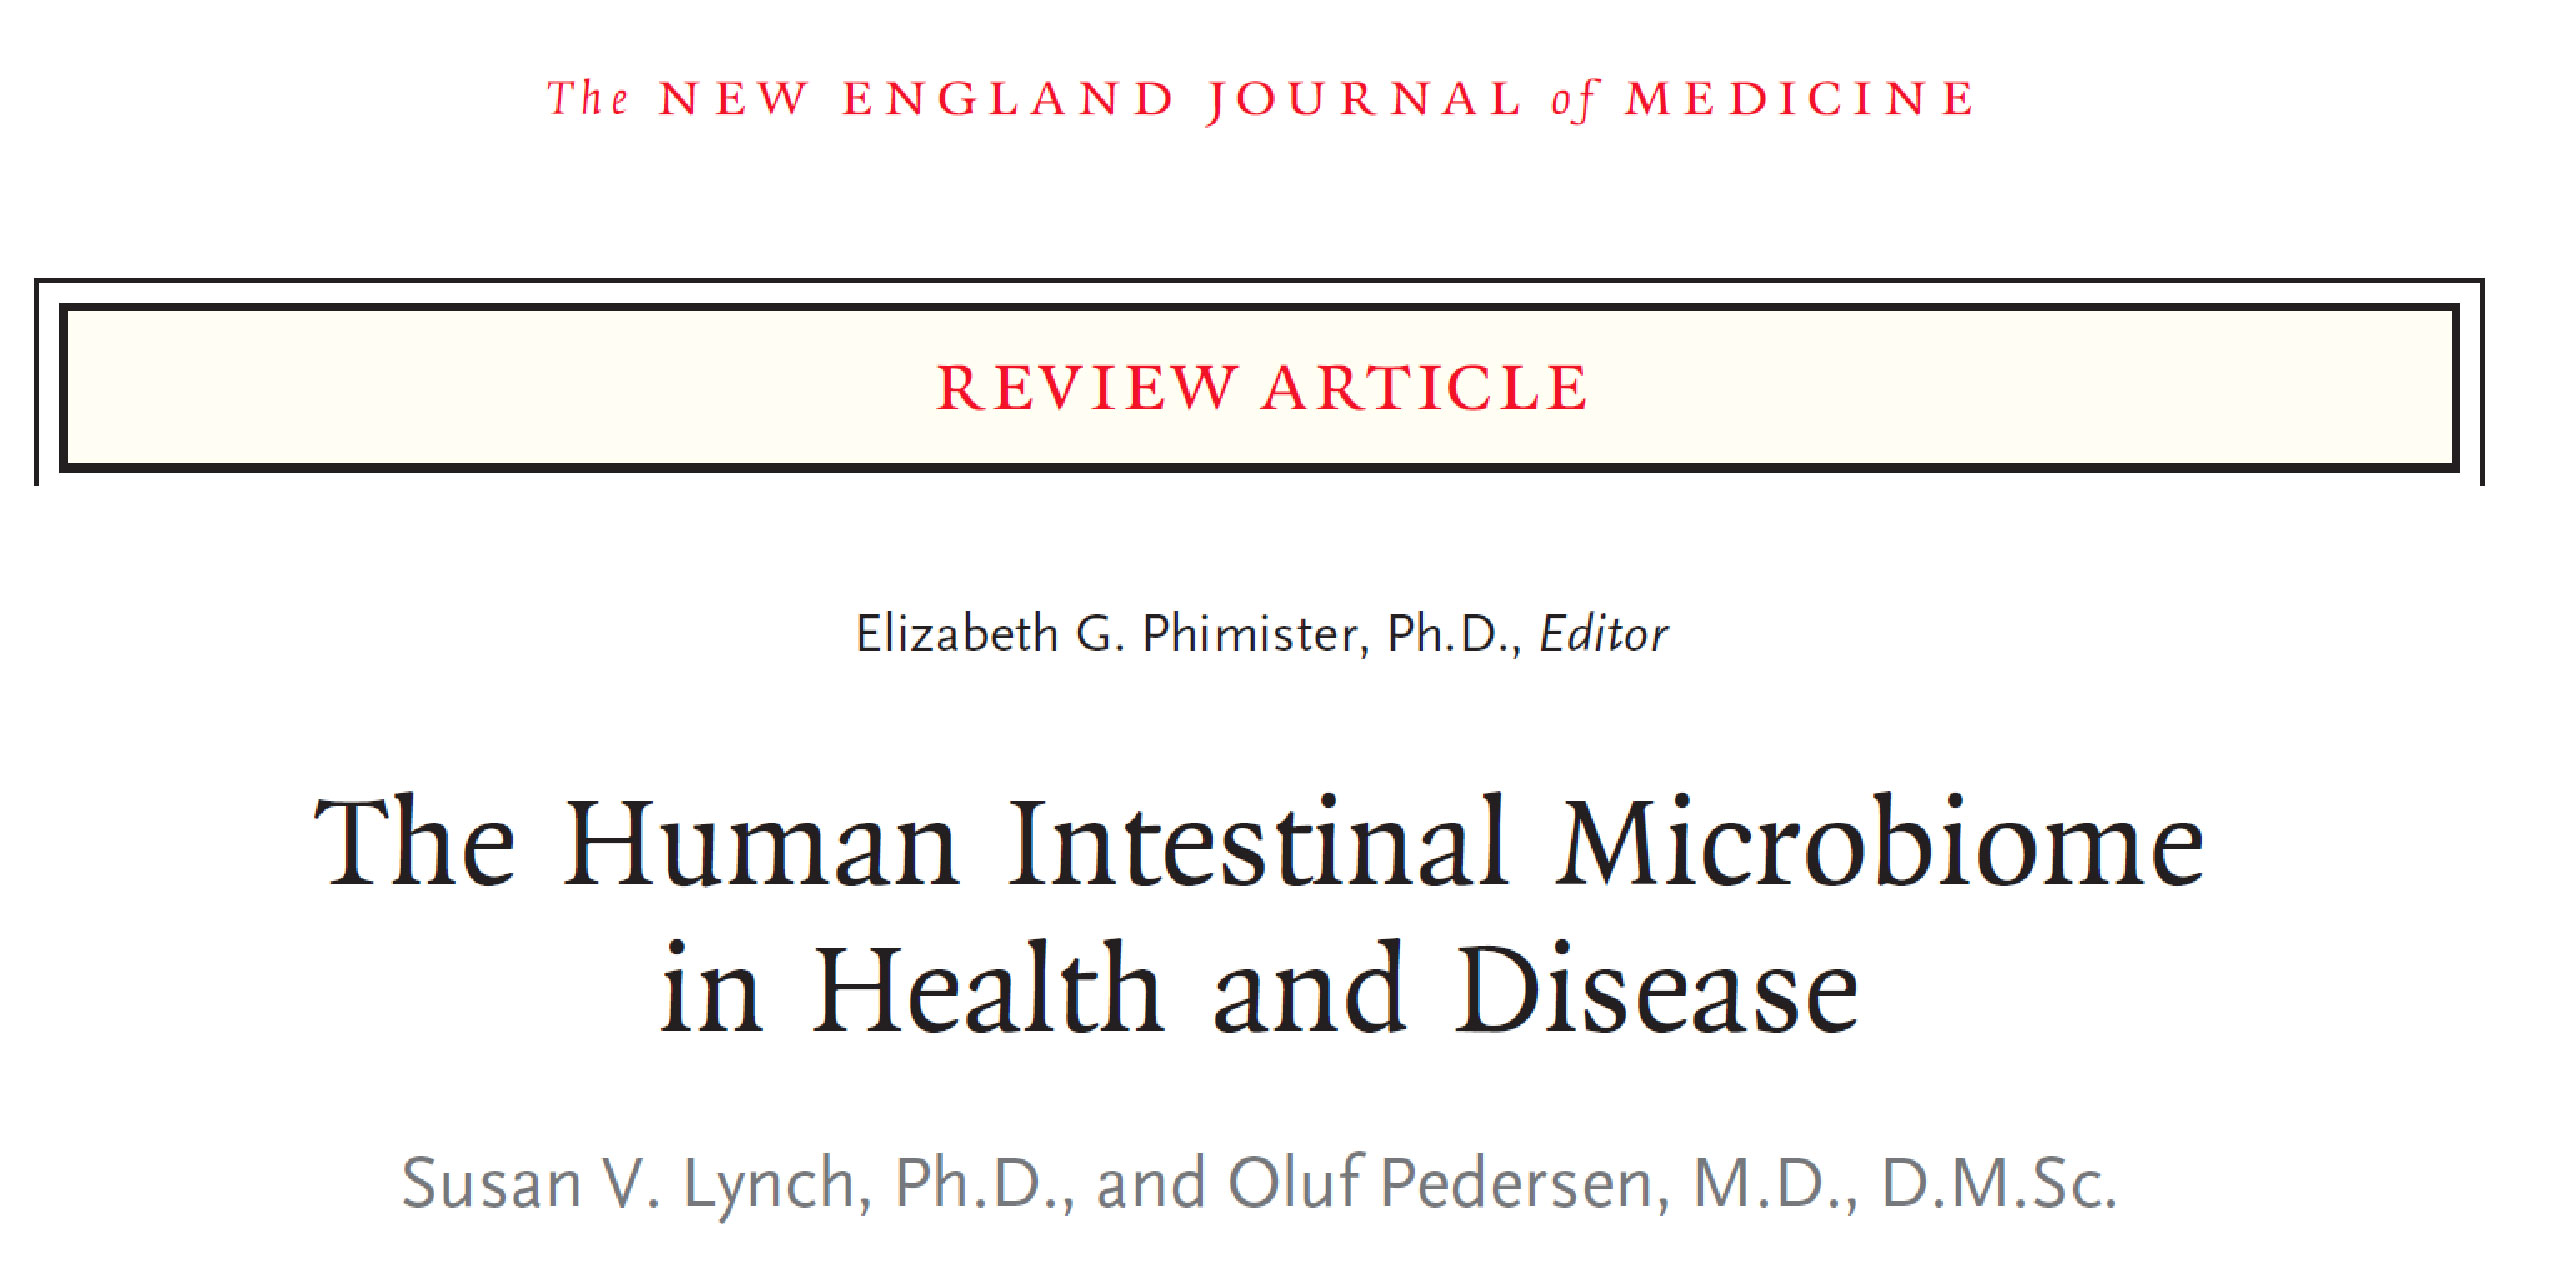 The NEW ENGLAND JOURNAL of MEDICINE
REVIEW ARTICLE
Elizabeth G. Phimister, Ph.D., Editor
The Human Intestinal Microbiome
in Health and Disease
Susan V. Lynch, Ph.D., and Oluf Pedersen, M.D., D.M.Sc.